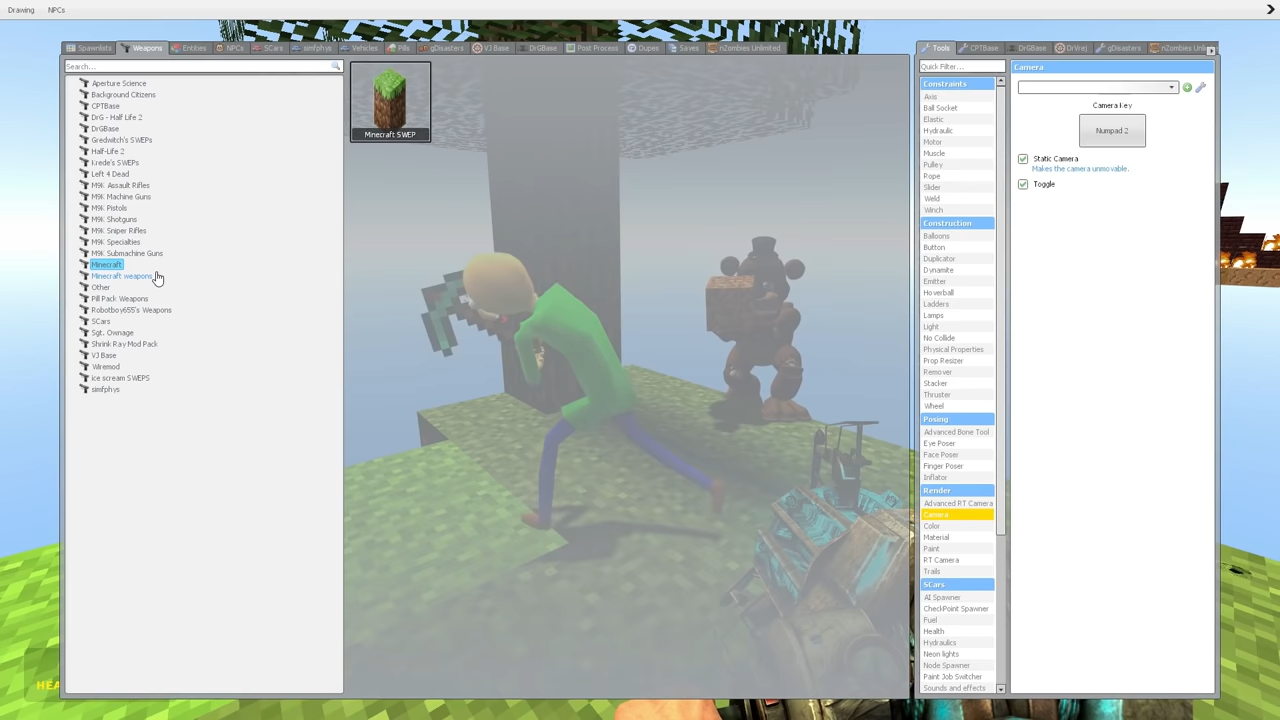 Drawing NPCs
Spawnlists Weapons Entities NPCs SCars simfphys Vehicles Pills gDisasters VJ Base DrGBase Post Process Dupes Saves nZombies Unlimited
Search...
Aperture Science
Background Citizens
CPTBase
DrG - Half Life 2
DrGBase
Gredwitch's SWEPs
Half-Life 2
Krede's SWEPs
Left 4 Dead
M9K Assault Rifles
M9K Machine Guns
M9K Pistols
M9K Shotguns
M9K Sniper Rifles
M9K Specialties
M9K Submachine Guns
Minecraft
Minecraft weapons
Other
Pill Pack Weapons
Robotboy655's Weapons
SCars
Sgt. Ownage
Shrink Ray Mod Pack
VJ Base
Wiremod
ice scream SWEPS
simfphys
Minecraft SWEP
Tools CPTBase DrGBase DrVrej gDisasters nZombies Unli
Quick Filter...
Constraints
Axis
Ball Socket
Elastic
Hydraulic
Motor
Muscle
Pulley
Rope
Slider
Weld
Winch
Construction
Balloons
Button
Duplicator
Dynamite
Emitter
Hoverball
Ladders
Lamps
Light
No Collide
Physical Properties
Prop Resizer
Remover
Stacker
Thruster
Wheel
Posing
Advanced Bone Tool
Eye Poser
Face Poser
Finger Poser
Inflator
Render
Advanced RT Camera
Camera
Color
Material
Paint
RT Camera
Trails
SCars
AI Spawner
CheckPoint Spawner
Fuel
Health
Hydraulics
Neon lights
Node Spawner
Paint Job Switcher
Sounds and effects
Camera
Camera Key
Numpad 2
Static Camera
Makes the camera unmovable.
Toggle
HEA